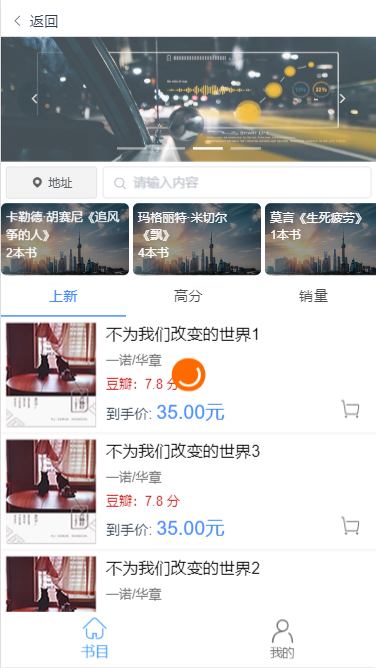 返回
地址
请输入内容
卡勒德·胡赛尼《追风
筝的人》
2本书
玛格丽特·米切尔
《飘》
4本书
莫言《生死疲劳》
1本书
上新
高分
销量
不为我们改变的世界1
一诺/华章
豆瓣：7.8 分
到手价: 35.00元
不为我们改变的世界3
一诺/华章
豆瓣：7.8 分
到手价: 35.00元
不为我们改变的世界2
一诺/华章
书目
我的